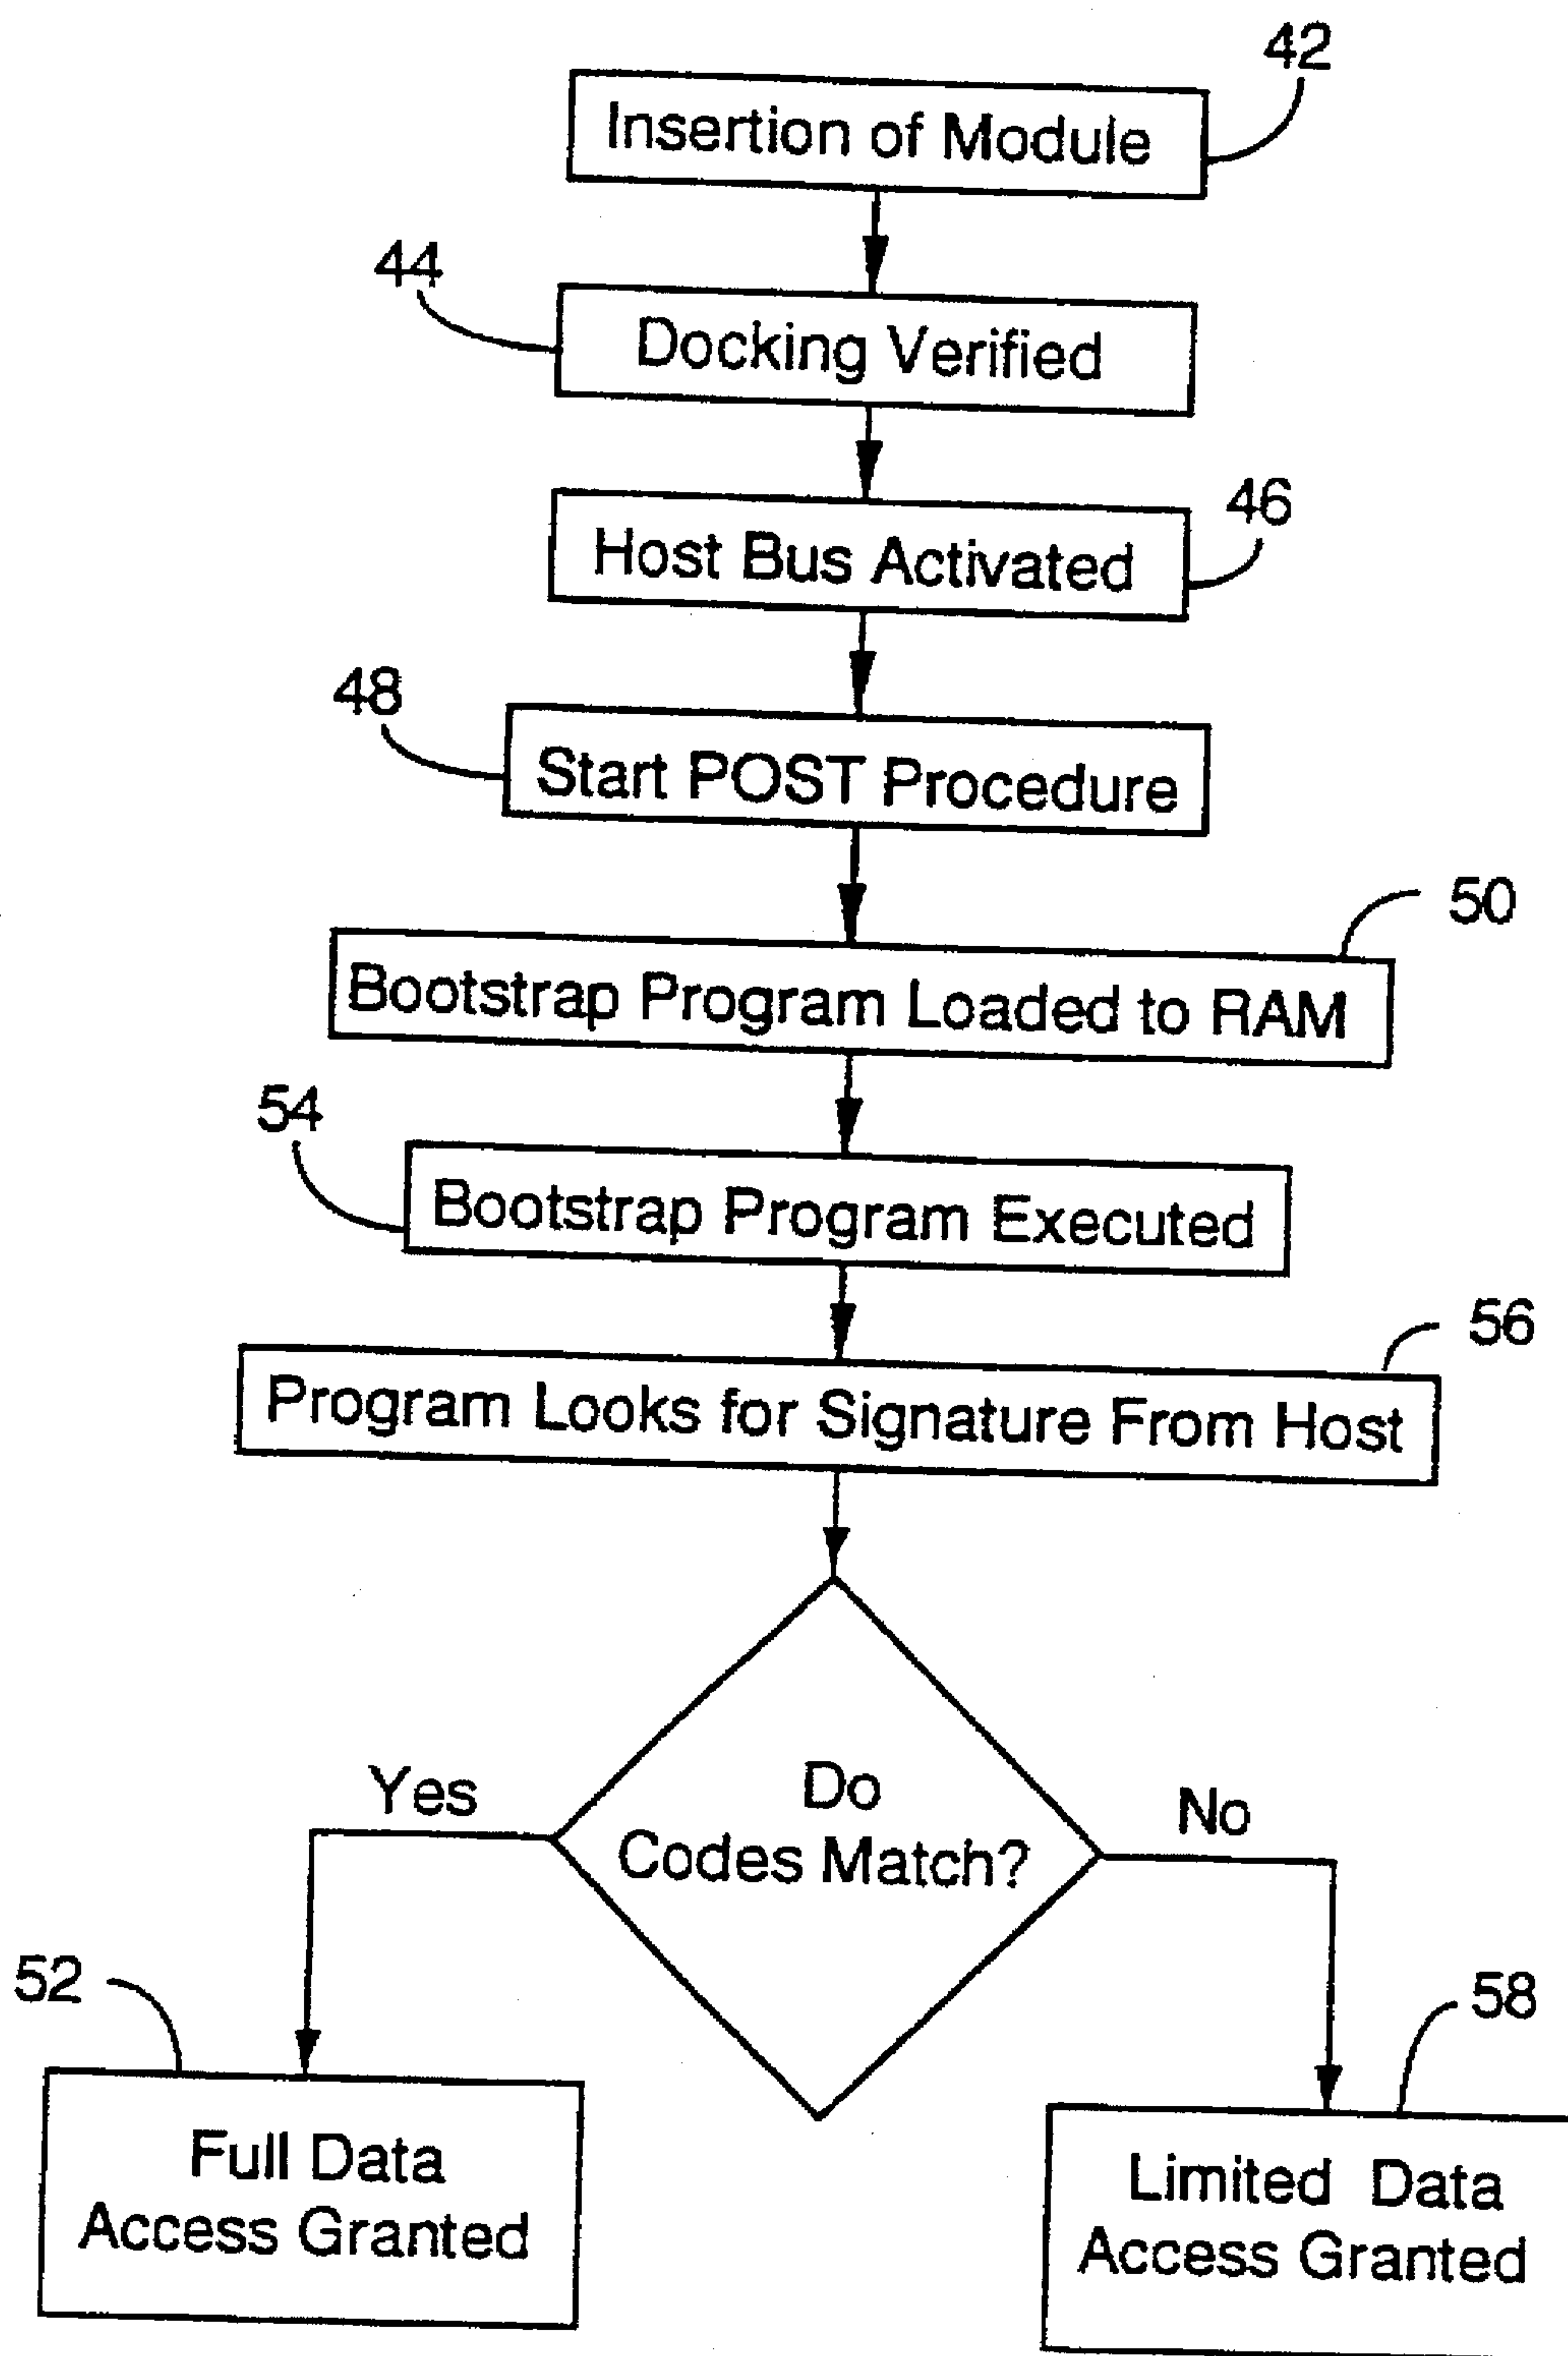 42
Insertion of Module
44
Docking Verified
46
Host Bus Activated
48
Start POST Procedure
50
Bootstrap Program Loaded to RAM
54
Bootstrap Program Executed
56
Program Looks for Signature From Host
Do
Codes Match?
Yes
No
52
58
Full Data
Access Granted
Limited Data
Access Granted